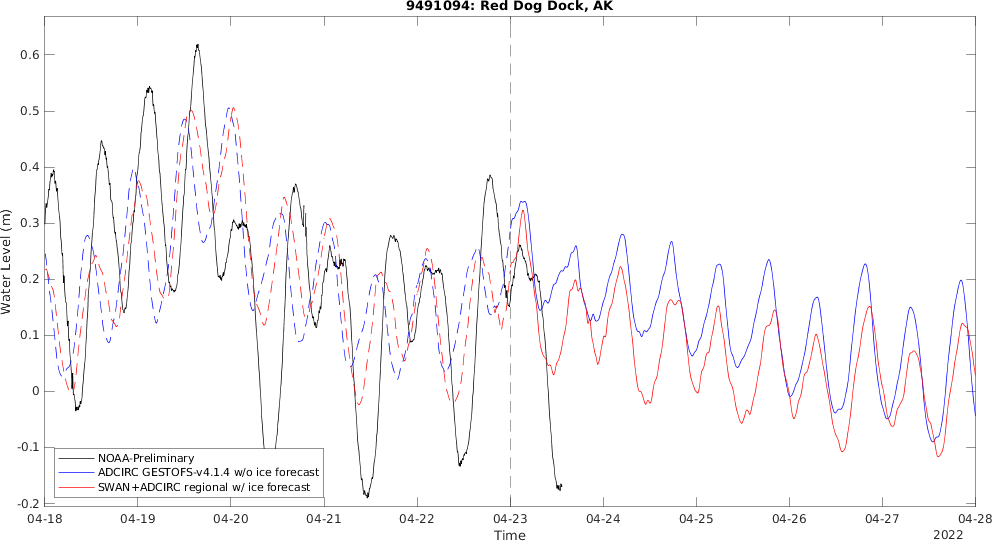 9491094: Red Dog Dock, AK
0.6
0.5
0.4
0.3
0.2
0.1
0
-0.1
-0.2
Water Level (m)
NOAA-Preliminary
ADCIRC GESTOFS-v4.1.4 w/o ice forecast
SWAN+ADCIRC regional w/ ice forecast
04-18 04-19 04-20 04-21 04-22 04-23 04-24 04-25 04-26 04-27 04-28
Time
2022